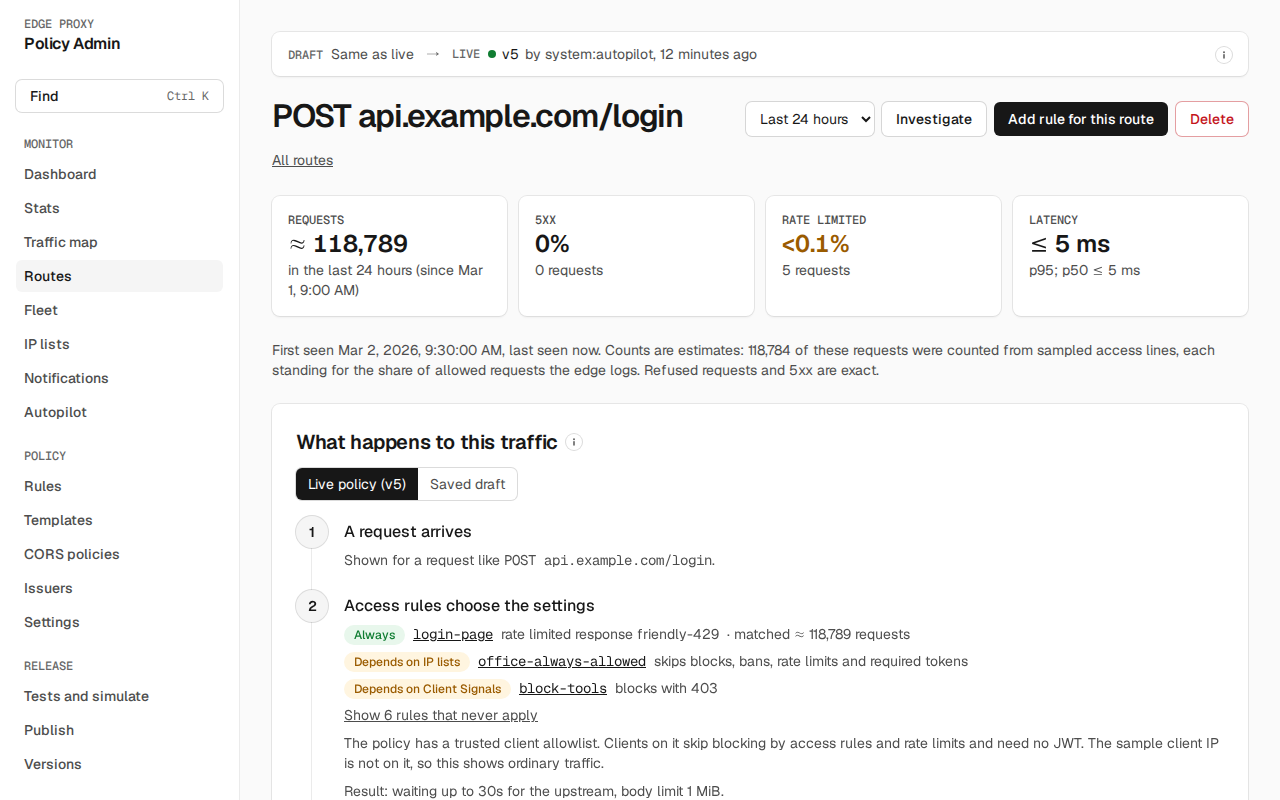 EDGE PROXY
Policy Admin
Find Ctrl K
MONITOR
Dashboard
Stats
Traffic map
Routes
Fleet
IP lists
Notifications
Autopilot
POLICY
Rules
Templates
CORS policies
Issuers
Settings
RELEASE
Tests and simulate
Publish
Versions
DRAFT Same as live → LIVE v5 by system:autopilot, 12 minutes ago
POST api.example.com/login
Last 24 hours
Investigate
Add rule for this route
Delete
All routes
REQUESTS
≈ 118,789
in the last 24 hours (since Mar
1, 9:00 AM)
5XX
0%
0 requests
RATE LIMITED
<0.1%
5 requests
LATENCY
≤ 5 ms
p95; p50 ≤ 5 ms
First seen Mar 2, 2026, 9:30:00 AM, last seen now. Counts are estimates: 118,784 of these requests were counted from sampled access lines, each
standing for the share of allowed requests the edge logs. Refused requests and 5xx are exact.
What happens to this traffic
Live policy (v5) Saved draft
1 A request arrives
Shown for a request like POST api.example.com/login.
2 Access rules choose the settings
Always login-page rate limited response friendly-429 · matched ≈ 118,789 requests
Depends on IP lists office-always-allowed skips blocks, bans, rate limits and required tokens
Depends on Client Signals block-tools blocks with 403
Show 6 rules that never apply
The policy has a trusted client allowlist. Clients on it skip blocking by access rules and rate limits and need no JWT. The sample client IP
is not on it, so this shows ordinary traffic.
Result: waiting up to 30s for the upstream, body limit 1 MiB.